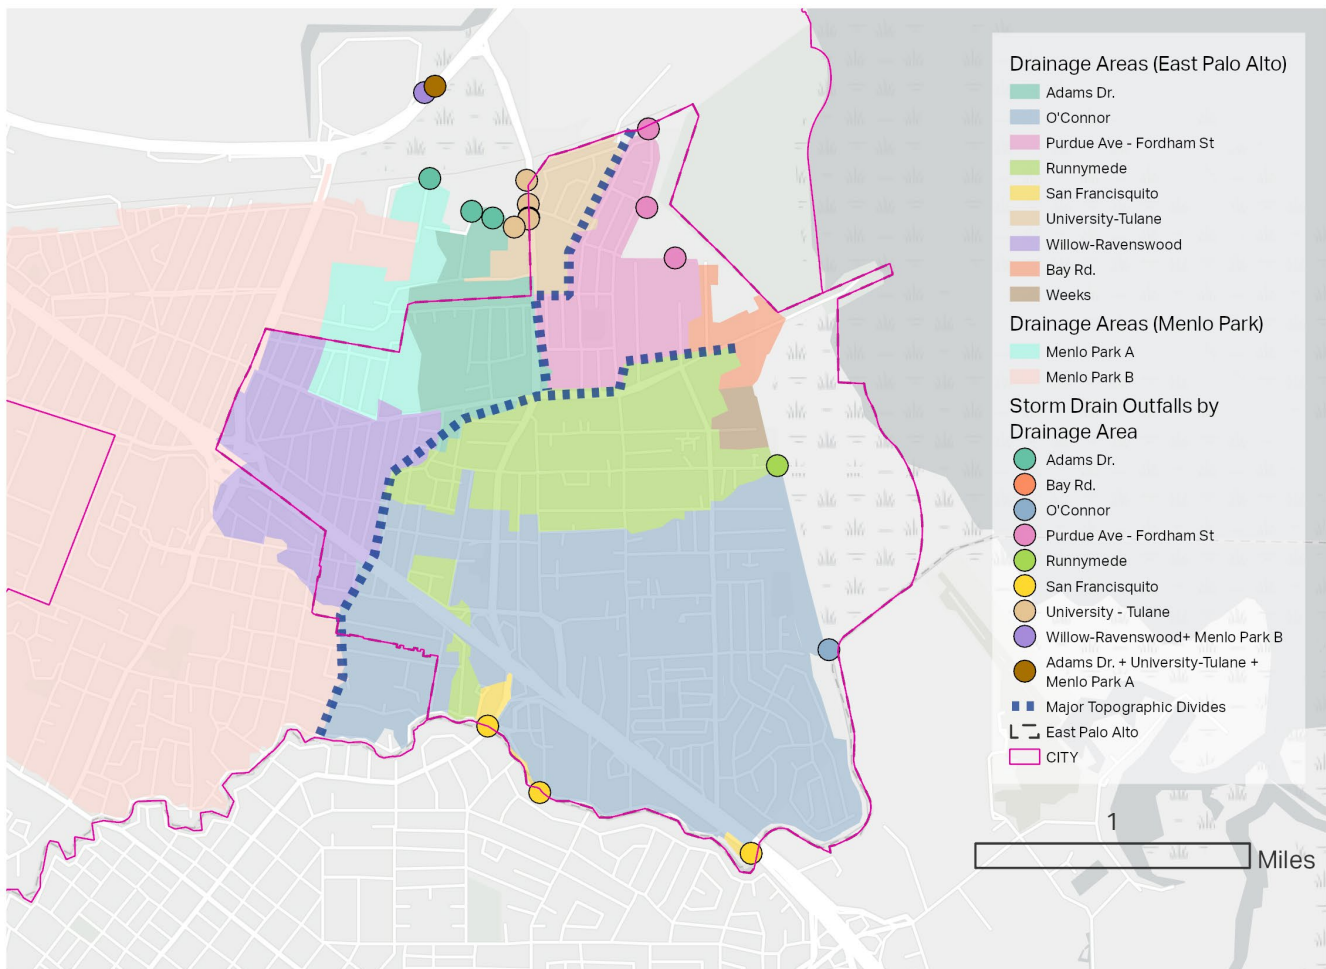 Drainage Areas (East Palo Alto)
Adams Dr.
O'Connor
Purdue Ave - Fordham St
Runnymede
San Francisquito
University-Tulane
Willow-Ravenswood
Bay Rd.
Weeks
Drainage Areas (Menlo Park)
Menlo Park A
Menlo Park B
Storm Drain Outfalls by
Drainage Area
Adams Dr.
Bay Rd.
O'Connor
Purdue Ave - Fordham St
Runnymede
San Francisquito
University - Tulane
Willow-Ravenswood+ Menlo Park B
Adams Dr. + University-Tulane +
Menlo Park A
Major Topographic Divides
East Palo Alto
CITY
1
Miles